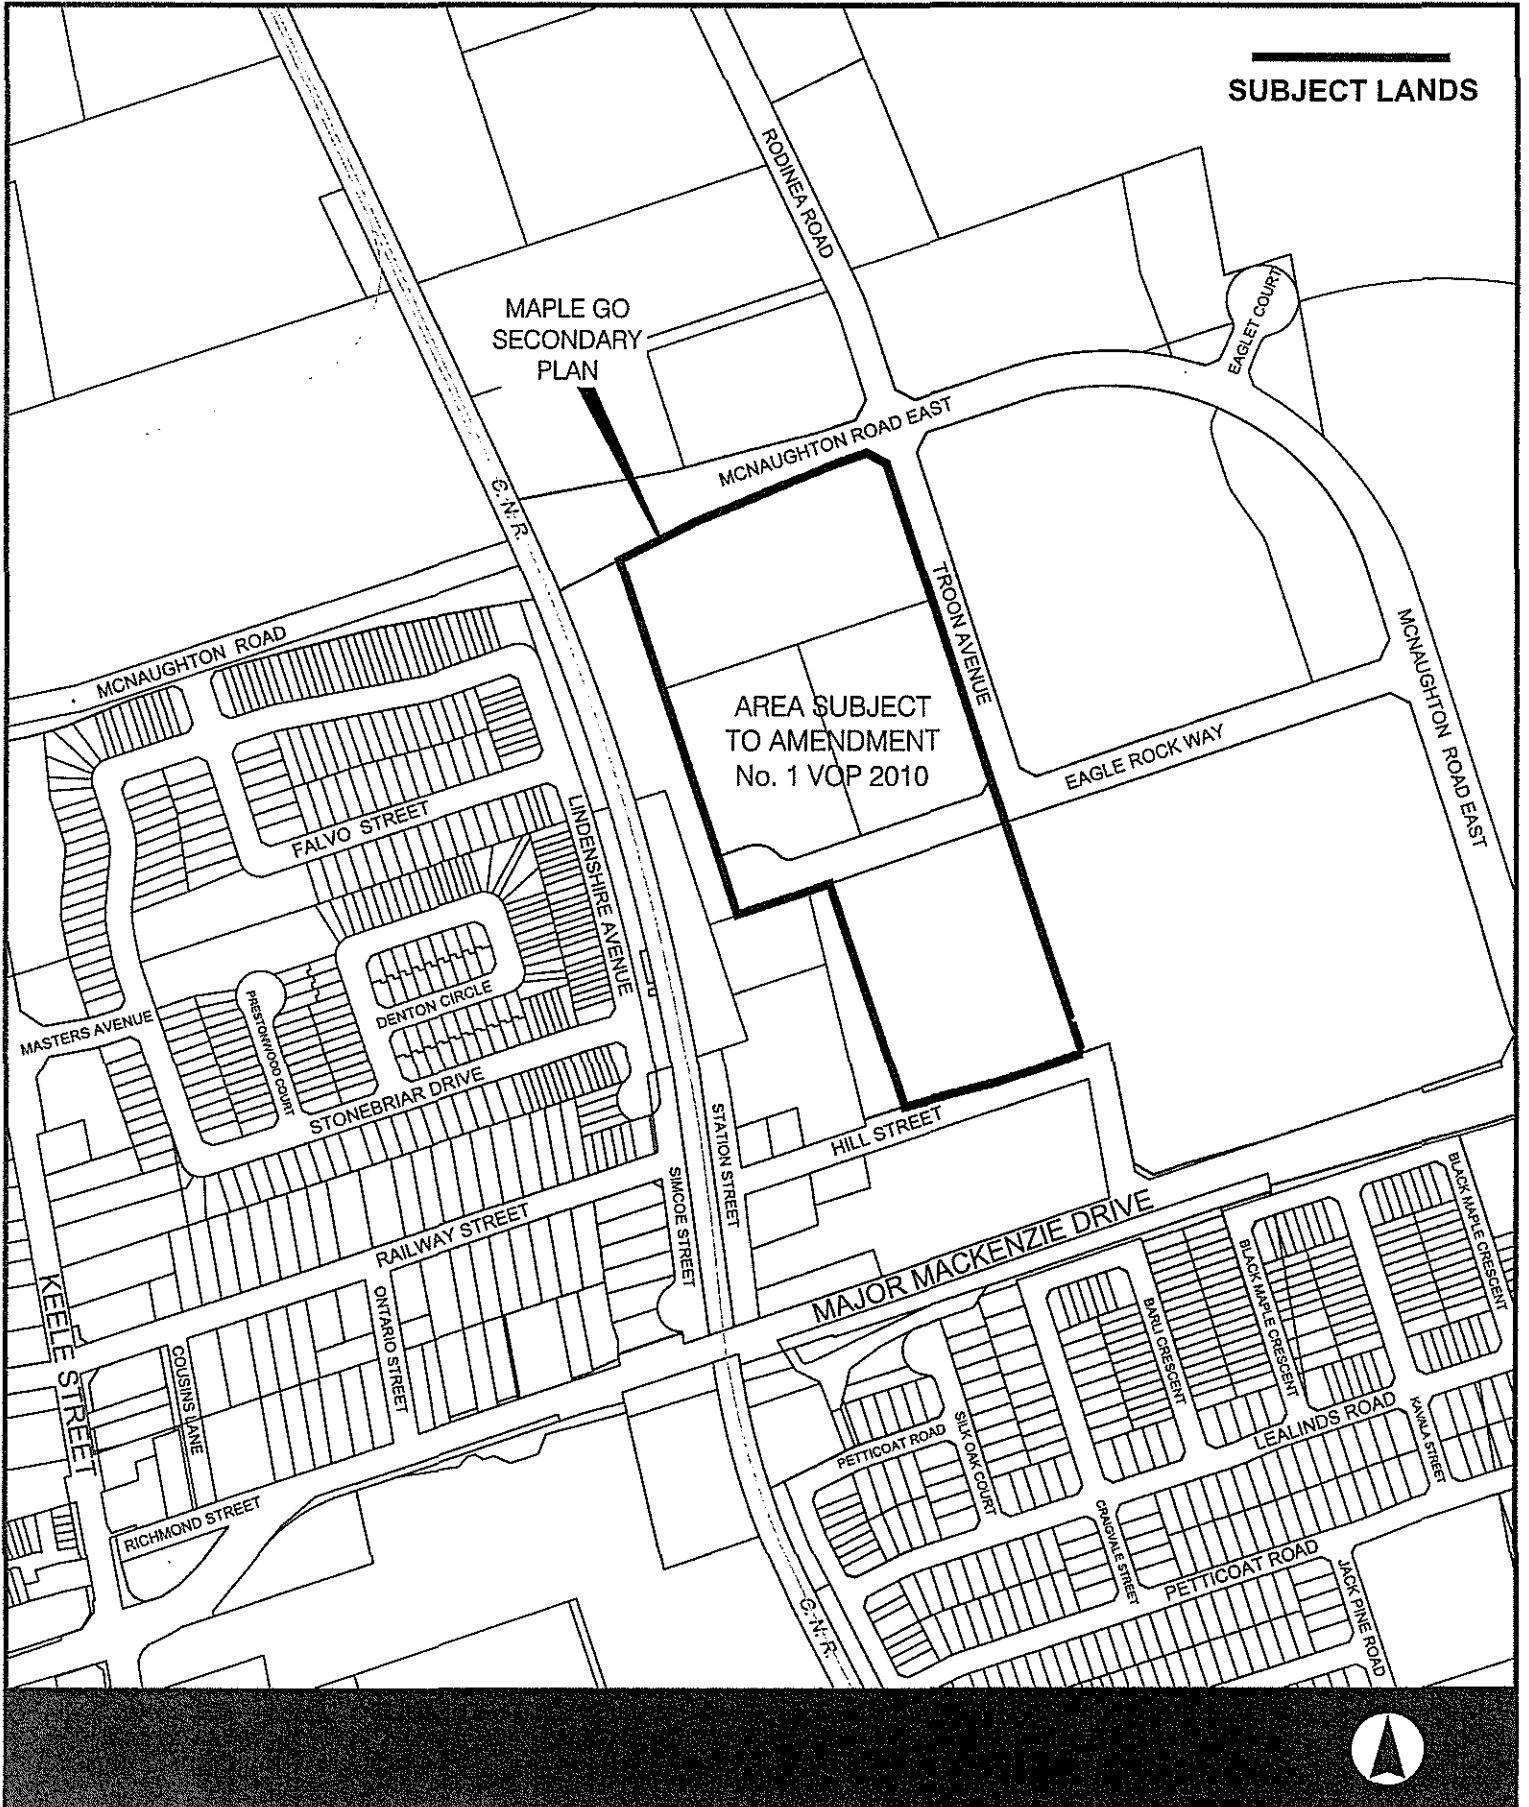 SUBJECT LANDS
RODINEA ROAD
EAGLET COURT
MAPLE GO
SECONDARY
PLAN
MCNAUGHTON ROAD EAST
C. N. R.
TROON AVENUE
MCNAUGHTON ROAD
MCNAUGHTON ROAD EAST
AREA SUBJECT
TO AMENDMENT
No. 1 VOP 2010
EAGLE ROCK WAY
FALVO STREET
LINDENSHIRE AVENUE
PRESTONWOOD COURT
DENTON CIRCLE
MASTERS AVENUE
STONEBRIAR DRIVE
STATION STREET
HILL STREET
SIMCOE STREET
RAILWAY STREET
MAJOR MACKENZIE DRIVE
BLACK MAPLE CRESCENT
BLACK MAPLE CRESCENT
KEELE STREET
ONTARIO STREET
COUSINS LANE
BARLI CRESCENT
SILK OAK COURT
PETTICOAT ROAD
LEALINDS ROAD
KAVALA STREET
RICHMOND STREET
CRAIGVALE STREET
PETTICOAT ROAD
JACK PINE ROAD
C. N. R.